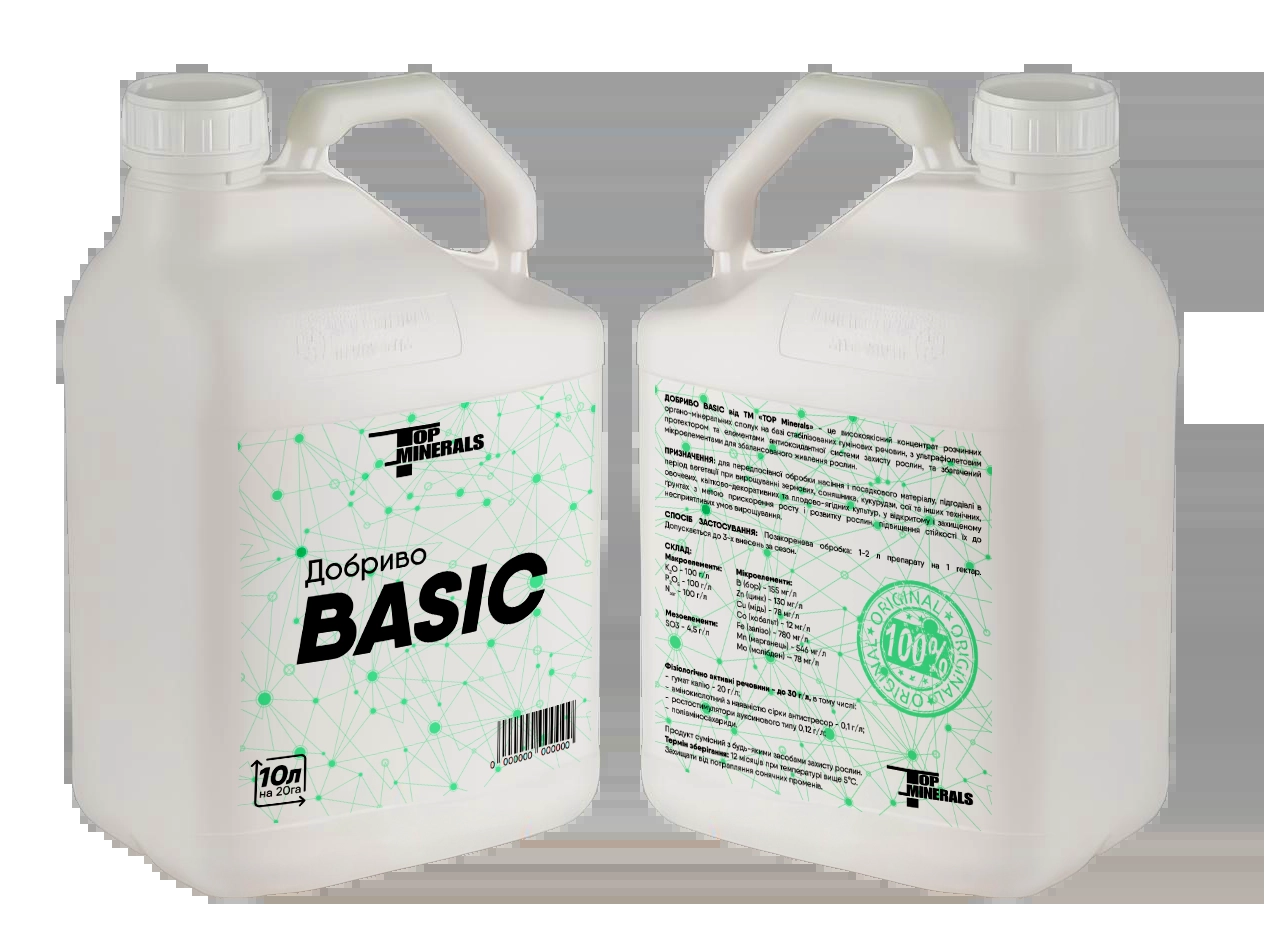 TOP
MINERALS
Добриво
BASIC
10л
на 20га
0 000000 000000
ДОБРИВО BASIC від ТМ «TOP Minerals» – це високоякісний концентрат розчинних
органо-мінеральних сполук на базі стабілізованих гумінових речовин, з ультрафіолетовим
протектором та елементами антиоксидантної системи захисту рослин, та збагачений
мікроелементами для збалансованого живлення рослин.
ПРИЗНАЧЕННЯ: для передпосівної обробки насіння і посадкового матеріалу, підгодівлі в
період вегетації при вирощуванні зернових, соняшника, кукурудзи, сої та інших технічних,
овочевих, квітково-декоративних та плодово-ягідних культур, у відкритому і захищеному
ґрунтах з метою прискорення росту і розвитку рослин, підвищення стійкості їх до
несприятливих умов вирощування.
СПОСІБ ЗАСТОСУВАННЯ: Позакоренева обробка: 1-2 л препарату на 1 гектар.
Допускається до 3-х внесень за сезон.
СКЛАД:
Макроелементи:
K2O - 100 г/л
P2O5 - 100 г/л
- 100 г/л
Мезоелементи:
SO3 - 4,5 г/л
Мікроелементи:
B (бор) - 155 мг/л
Zn (цинк) - 130 мг/л
Cu (мідь) - 78 мг/л
Co (кобальт) - 12 мг/л
Fe (залізо) - 780 мг/л
Mn (марганець) - 546 мг/л
Mo (молібден) — 78 мг/л
ORIGINAL ORIGINAL ORIGINAL
100%
Фізіологічно активні речовини - до 30 г/л, в тому числі:
- гумат калію - 20 г/л;
- амінокислотний з наявністю сірки антистресор - 0,1 г/л;
- ростостимулятори ауксинового типу 0,12 г/л;
- полівінілсахариди.
Продукт сумісний з будь-якими засобами захисту рослин.
Термін зберігання: 12 місяців при температурі вище 5°С.
Захищати від потрапляння сонячних променів.
TOP
MINERALS